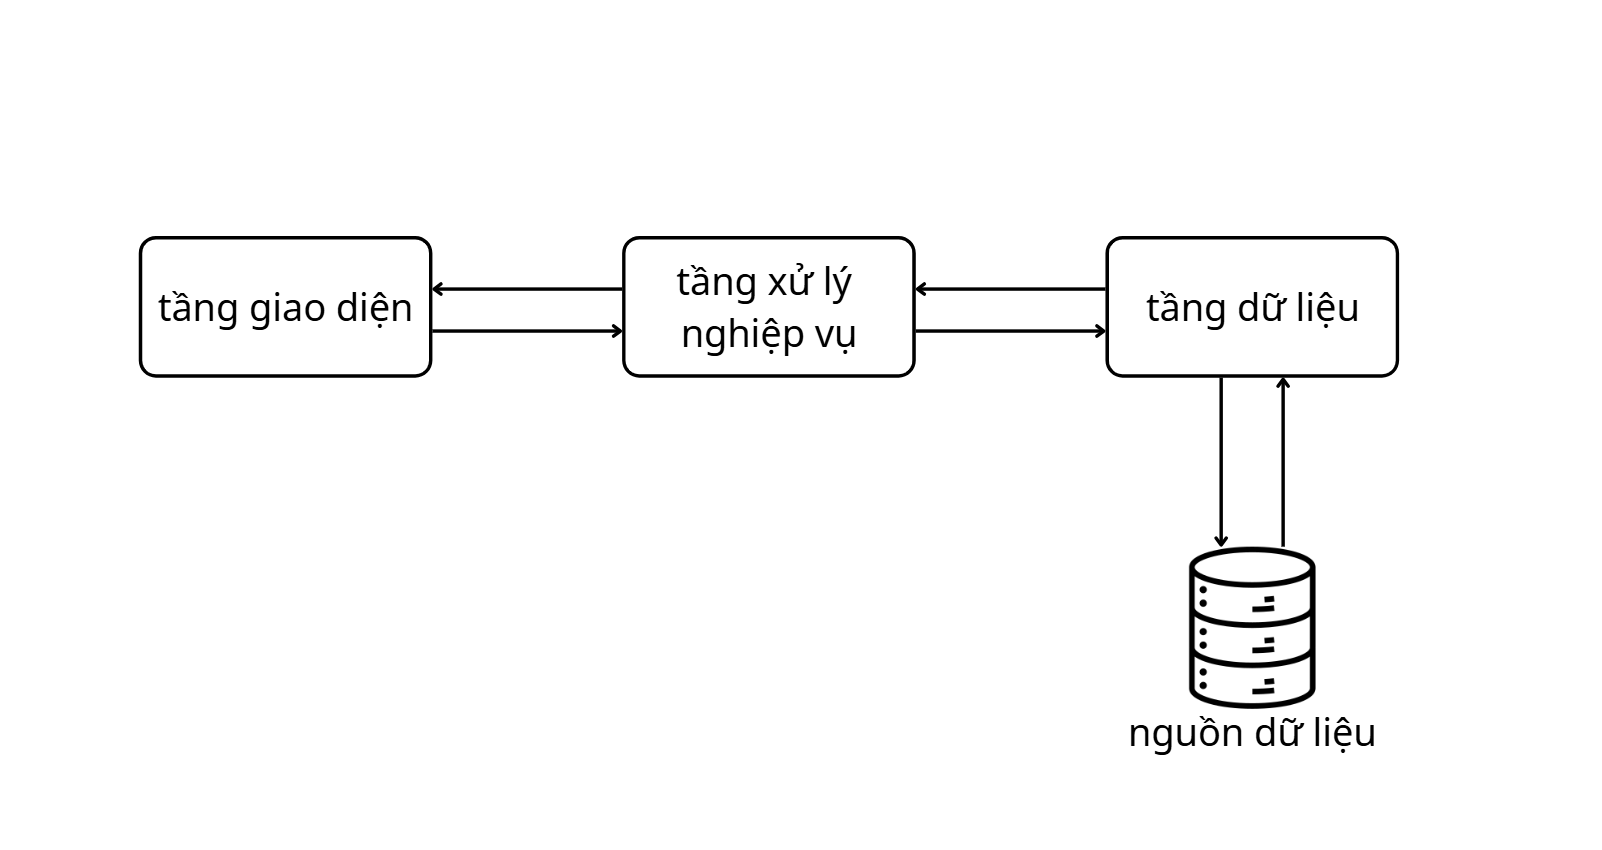 tầng giao diện
tầng xử lý
nghiệp vụ
tầng dữ liệu
nguồn dữ liệu